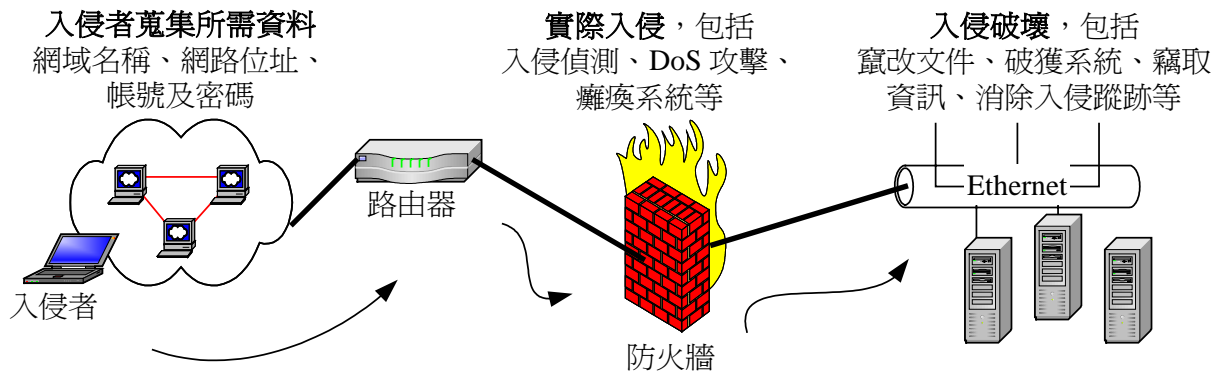 入侵者蒐集所需資料
網域名稱、網路位址、
帳號及密碼
實際入侵，包括
入侵偵測、DoS 攻擊、
癱瘓系統等
入侵破壞，包括
竄改文件、破獲系統、竊取
資訊、消除入侵蹤跡等
路由器
Ethernet
入侵者
防火牆